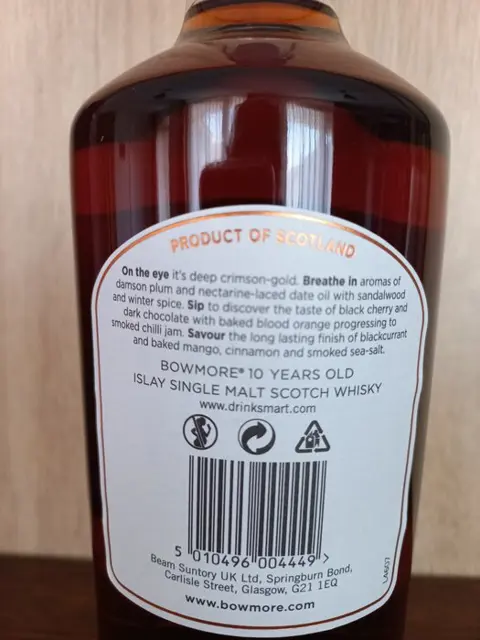 PRODUCT OF SCOTLAND
On the eye it's deep crimson-gold. Breathe in aromas of
damson plum and nectarine-laced date oil with sandalwood
and winter spice. Sip to discover the taste of black cherry and
dark chocolate with baked blood orange progressing to
smoked chilli jam. Savour the long lasting finish of blackcurrant
and baked mango, cinnamon and smoked sea-salt.
BOWMORE® 10 YEARS OLD
ISLAY SINGLE MALT SCOTCH WHISKY
www.drinksmart.com
5 010496 004449 >
Beam Suntory UK Ltd, Springburn Bond,
Carlisle Street, Glasgow, G21 1EQ
www.bowmore.com